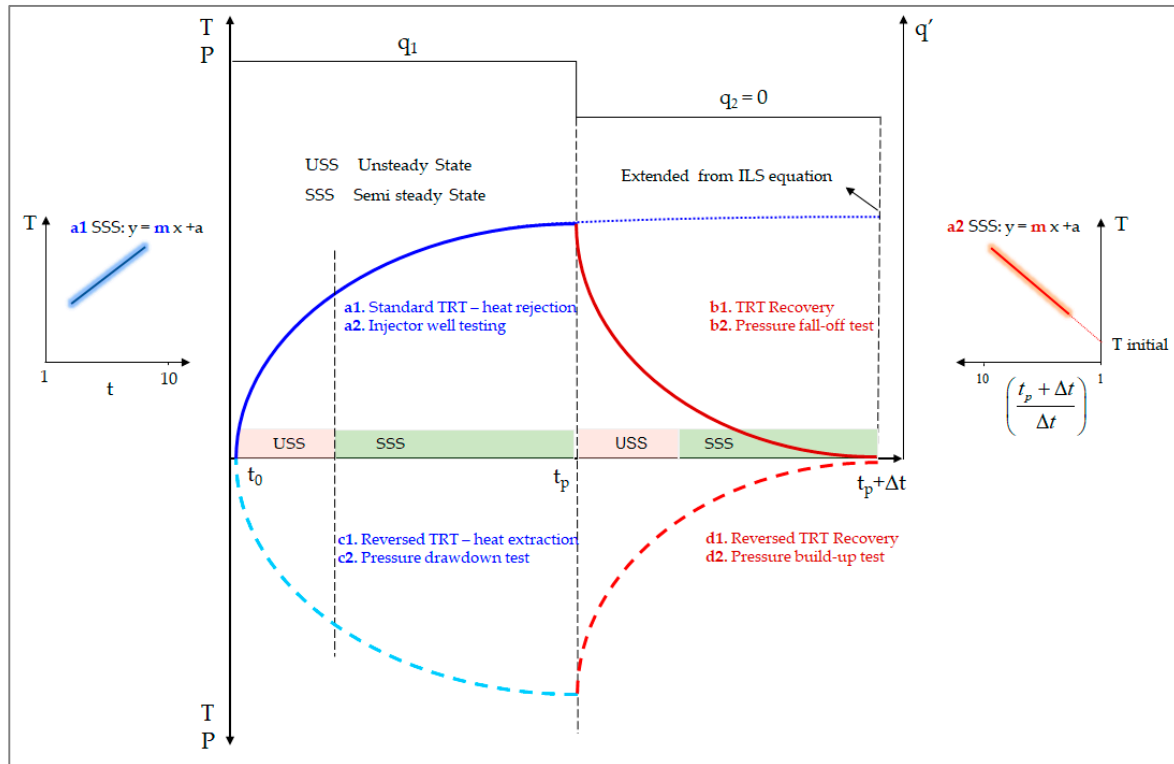 T
P
q′
q1
q2 = 0
USS Unsteady State
SSS Semi steady State
Extended from ILS equation
T
a1 SSS: y = m x +a
1
10
t
a2 SSS: y = m x +a
T
T initial
10
1
(tp + Δt / Δt)
a1. Standard TRT – heat rejection
a2. Injector well testing
b1. TRT Recovery
b2. Pressure fall-off test
USS
SSS
USS
SSS
t0
tp
tp+Δt
c1. Reversed TRT – heat extraction
c2. Pressure drawdown test
d1. Reversed TRT Recovery
d2. Pressure build-up test
T
P